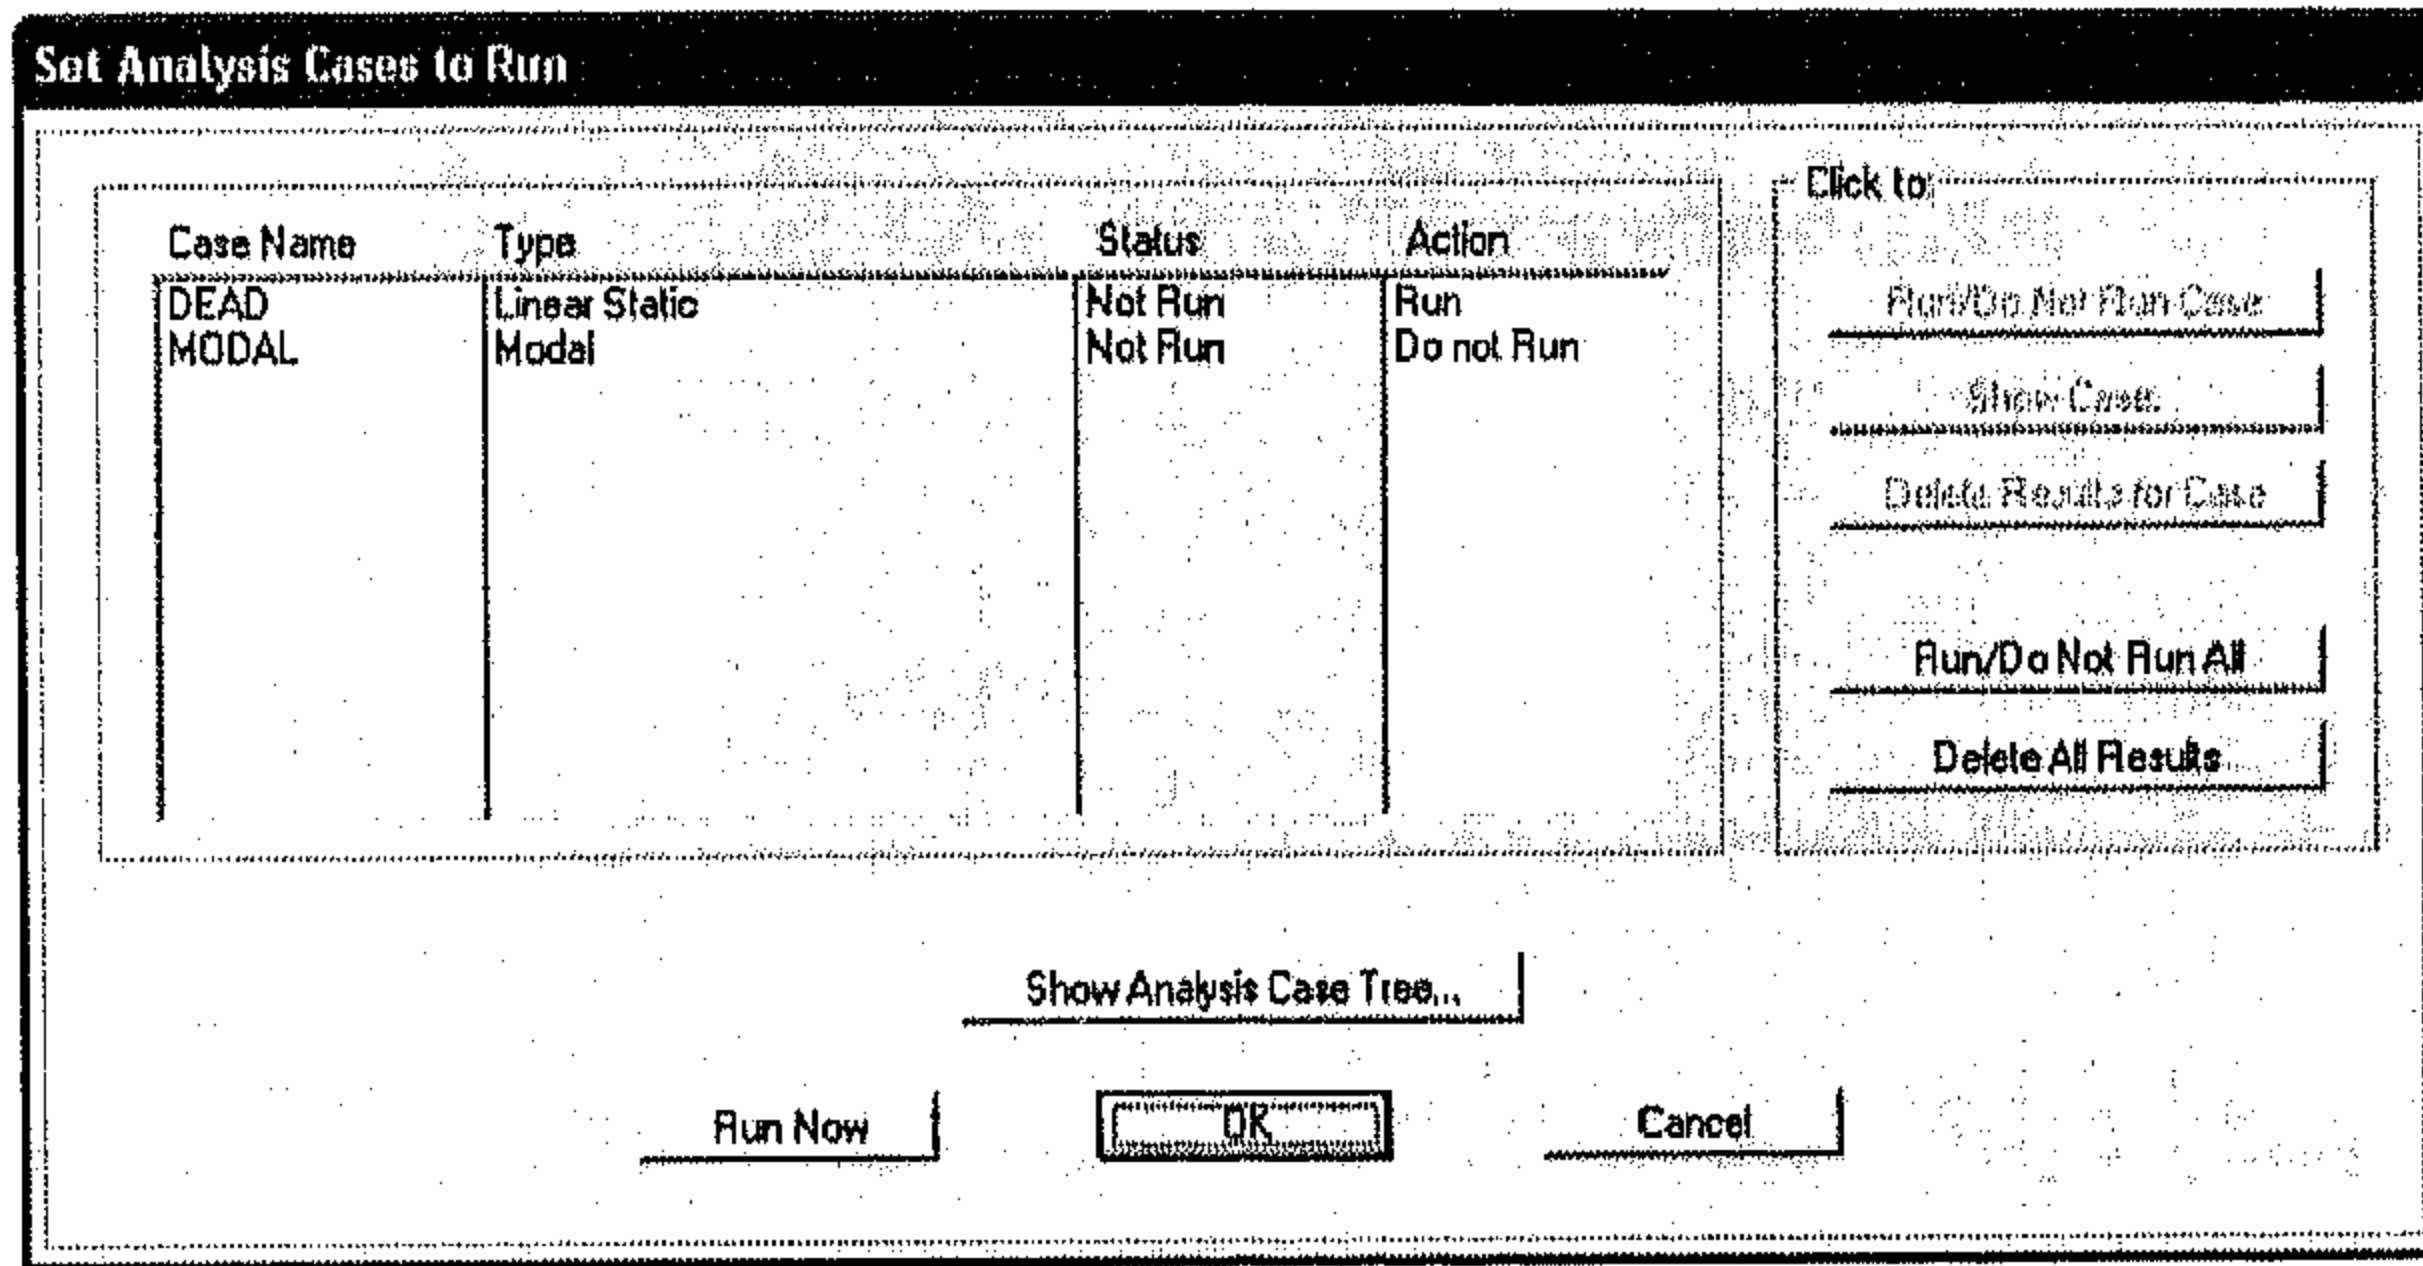 Set Analysis Cases to Run
Click to:
Case Name Type Status Action
DEAD Linear Static Not Run Run
MODAL Modal Not Run Do not Run
Run/Do Not Run Case
Show Case
Delete Results for Case
Run/Do Not Run All
Delete All Results
Show Analysis Case Tree...
Run Now OK Cancel